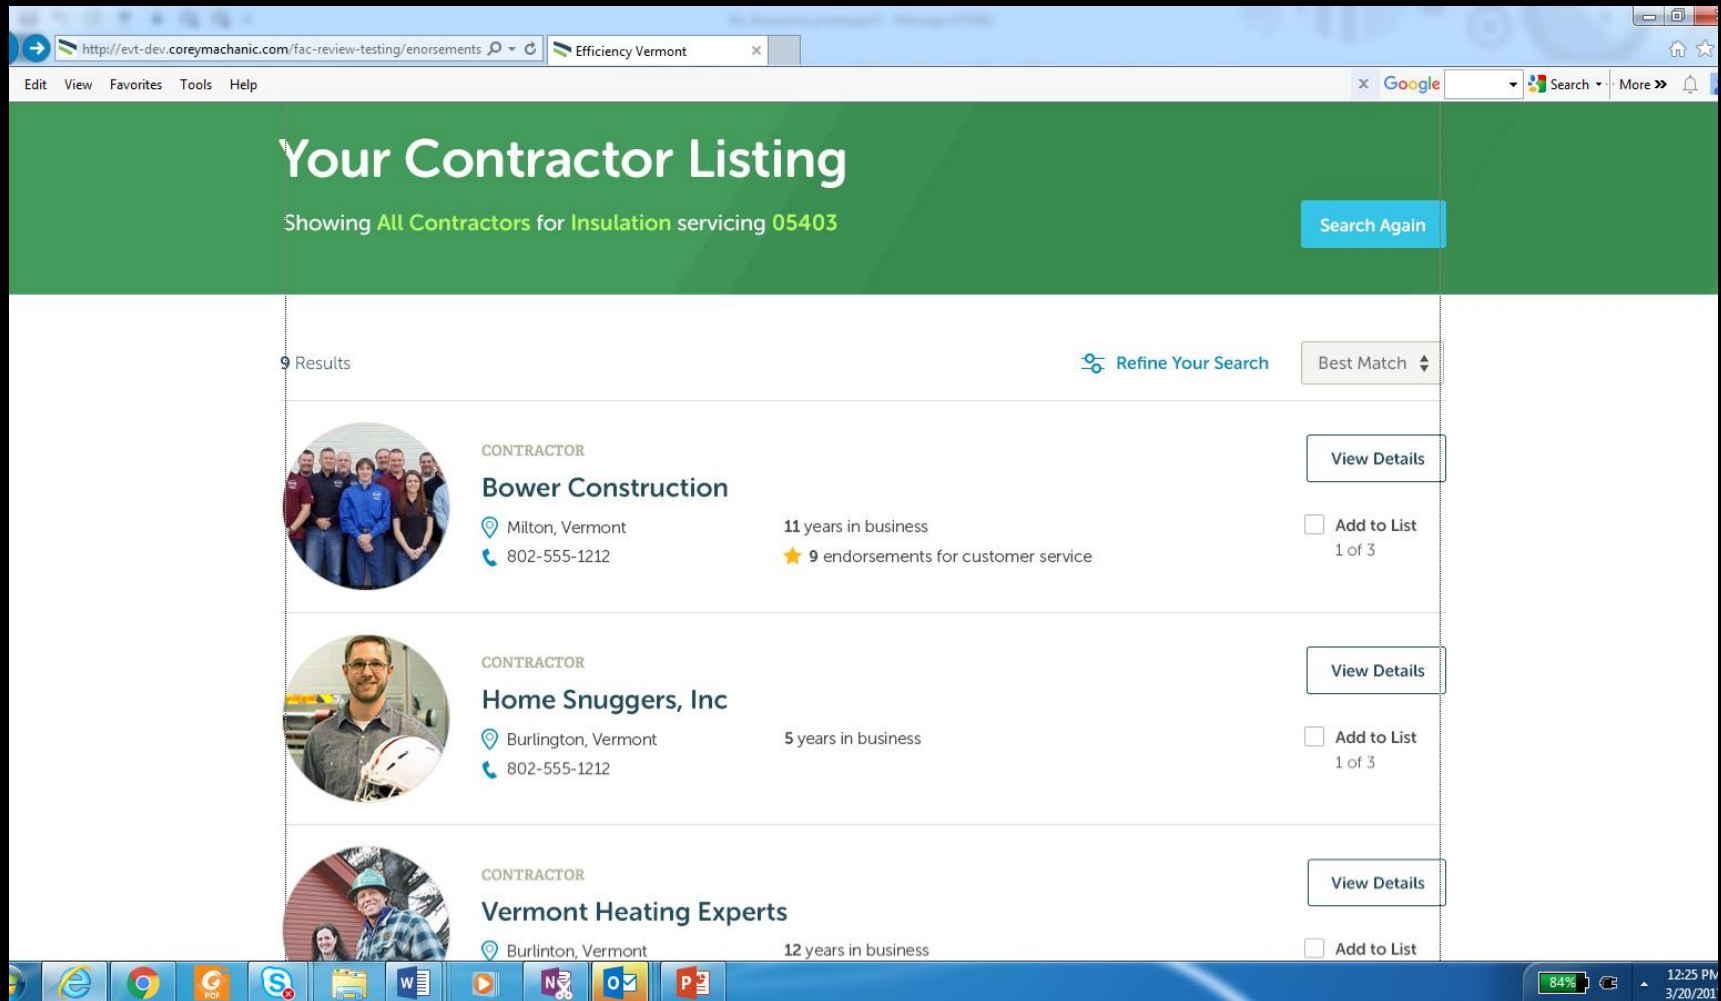 http://evt-dev.coreymachanic.com/fac-review-testing/enorsements
Efficiency Vermont
Edit View Favorites Tools Help
x Google Search More »
Your Contractor Listing
Showing All Contractors for Insulation servicing 05403
Search Again
9 Results
Refine Your Search
Best Match
CONTRACTOR
Bower Construction
Milton, Vermont
802-555-1212
11 years in business
9 endorsements for customer service
View Details
Add to List
1 of 3
CONTRACTOR
Home Snuggers, Inc
Burlington, Vermont
802-555-1212
5 years in business
View Details
Add to List
1 of 3
CONTRACTOR
Vermont Heating Experts
Burlinton, Vermont
12 years in business
View Details
Add to List
84%
12:25 PM
3/20/201